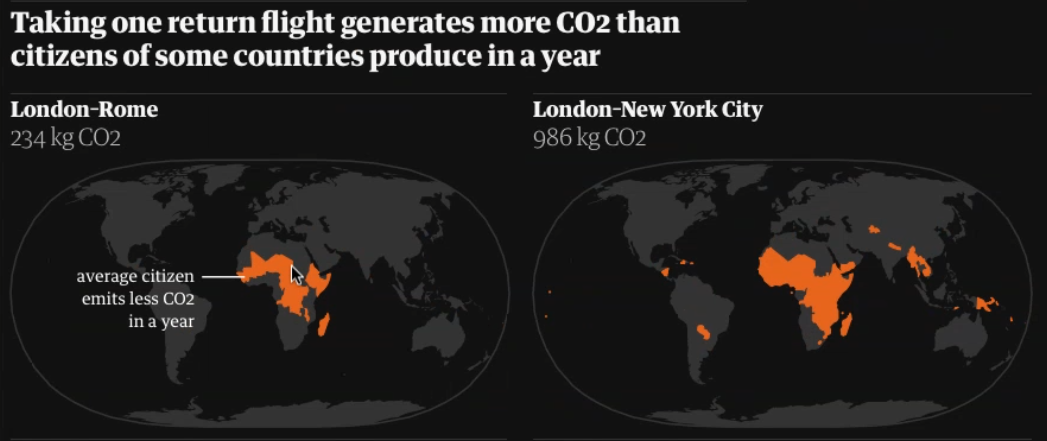 Taking one return flight generates more CO2 than
citizens of some countries produce in a year
London-Rome
234 kg CO2
average citizen
emits less CO2
in a year
London-New York City
986 kg CO2